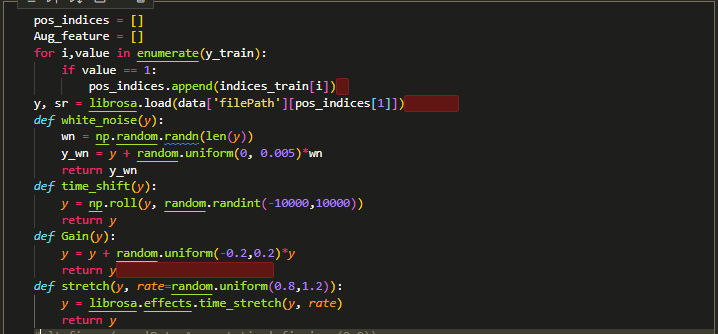 pos_indices = []
Aug_feature = []
for i,value in enumerate(y_train):
    if value == 1:
        pos_indices.append(indices_train[i])
y, sr = librosa.load(data['filePath'][pos_indices[1]])
def white_noise(y):
    wn = np.random.randn(len(y))
    y_wn = y + random.uniform(0, 0.005)*wn
    return y_wn
def time_shift(y):
    y = np.roll(y, random.randint(-10000,10000))
    return y
def Gain(y):
    y = y + random.uniform(-0.2,0.2)*y
    return y
def stretch(y, rate=random.uniform(0.8,1.2)):
    y = librosa.effects.time_stretch(y, rate)
    return y